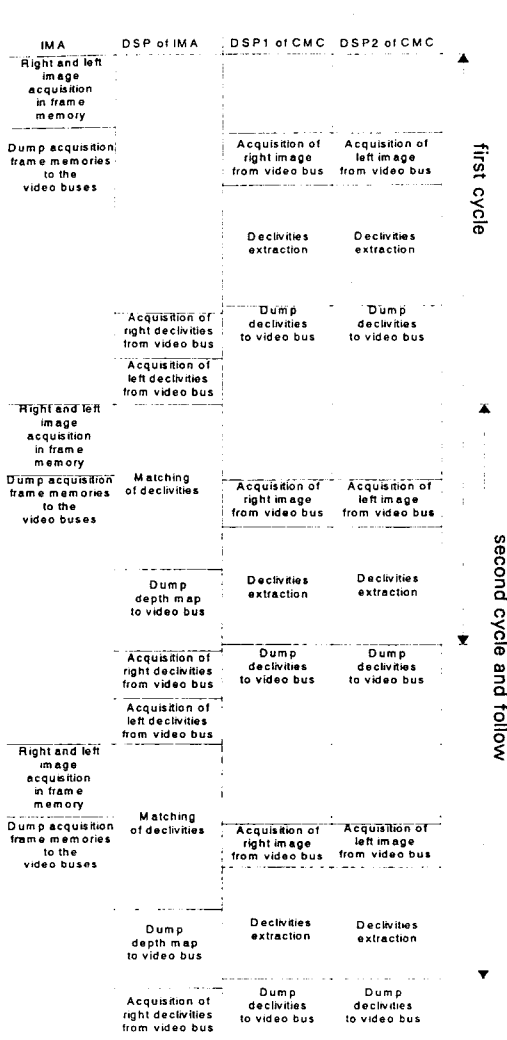 IMA
DSP of IMA
DSP1 of CMC
DSP2 of CMC
Right and left
image
acquisition
in frame
memory
Dump acquisition
frame memories
to the
video buses
Acquisition of
right image
from video bus
Acquisition of
left image
from video bus
first cycle
Declivities
extraction
Declivities
extraction
Acquisition of
right declivities
from video bus
Dump
declivities
to video bus
Dump
declivities
to video bus
Acquisition of
left declivities
from video bus
Right and left
image
acquisition
in frame
memory
Dump acquisition
frame memories
to the
video buses
Matching
of declivities
Acquisition of
right image
from video bus
Acquisition of
left image
from video bus
second cycle and follow
Dump
depth map
to video bus
Declivities
extraction
Declivities
extraction
Acquisition of
right declivities
from video bus
Dump
declivities
to video bus
Dump
declivities
to video bus
Acquisition of
left declivities
from video bus
Right and left
image
acquisition
in frame
memory
Dump acquisition
frame memories
to the
video buses
Matching
of declivities
Acquisition of
right image
from video bus
Acquisition of
left image
from video bus
Dump
depth map
to video bus
Declivities
extraction
Declivities
extraction
Acquisition of
right declivities
from video bus
Dump
declivities
to video bus
Dump
declivities
to video bus